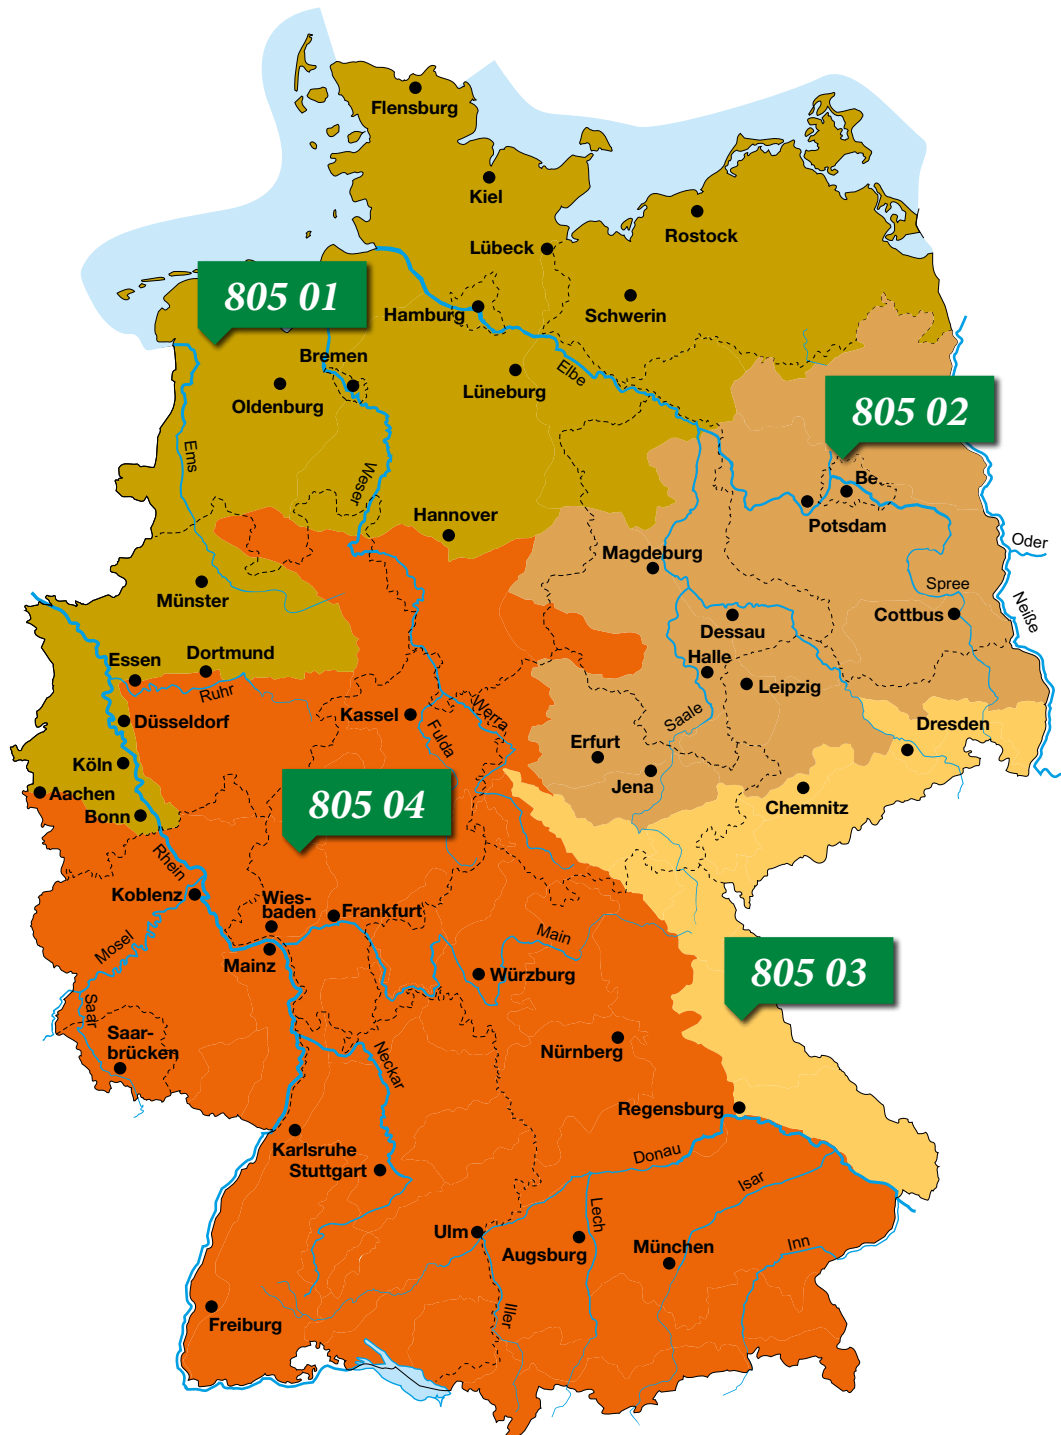 Flensburg
Kiel
Rostock
Lübeck
805 01
Schwerin
Hamburg
Bremen
Elbe
Lüneburg
Oldenburg
805 02
Ems
Weser
Be
Hannover
Potsdam
Oder
Magdeburg
Spree
Münster
Neiße
Cottbus
Dessau
Dortmund
Essen
Halle
Leipzig
Ruhr
Werra
Saale
Kassel
Düsseldorf
Dresden
Fulda
Erfurt
Köln
Jena
Aachen
805 04
Chemnitz
Bonn
Rhein
Koblenz
Wies-
baden
Frankfurt
Main
Mosel
Mainz
Würzburg
805 03
Saar
Saar-
brücken
Nürnberg
Neckar
Regensburg
Karlsruhe
Donau
Stuttgart
Isar
Lech
Ulm
Augsburg
München
Inn
Iller
Freiburg